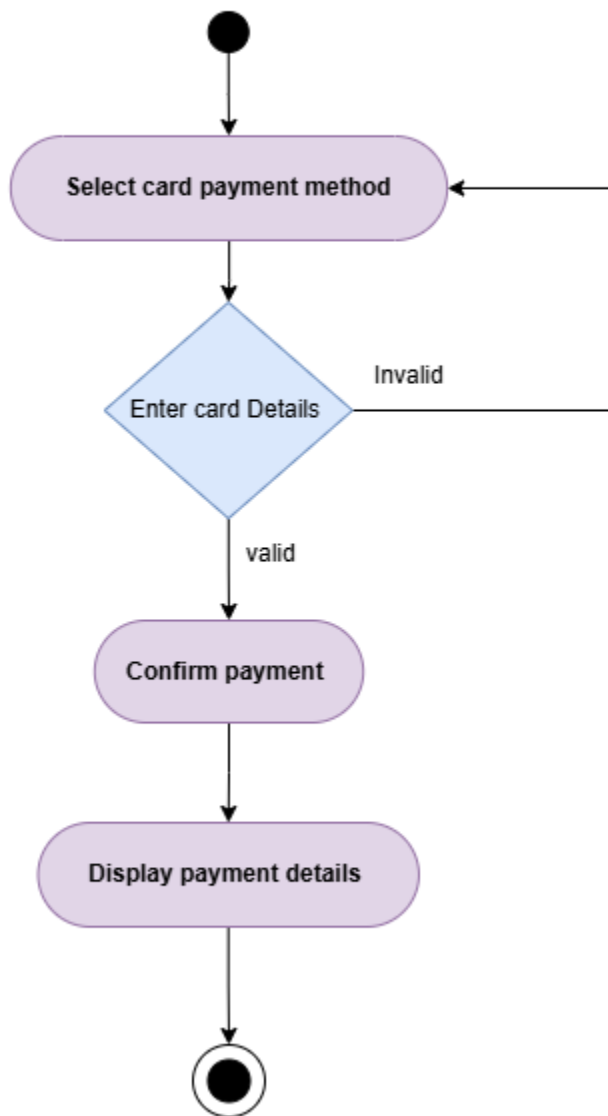 Select card payment method
Invalid
Enter card Details
valid
Confirm payment
Display payment details